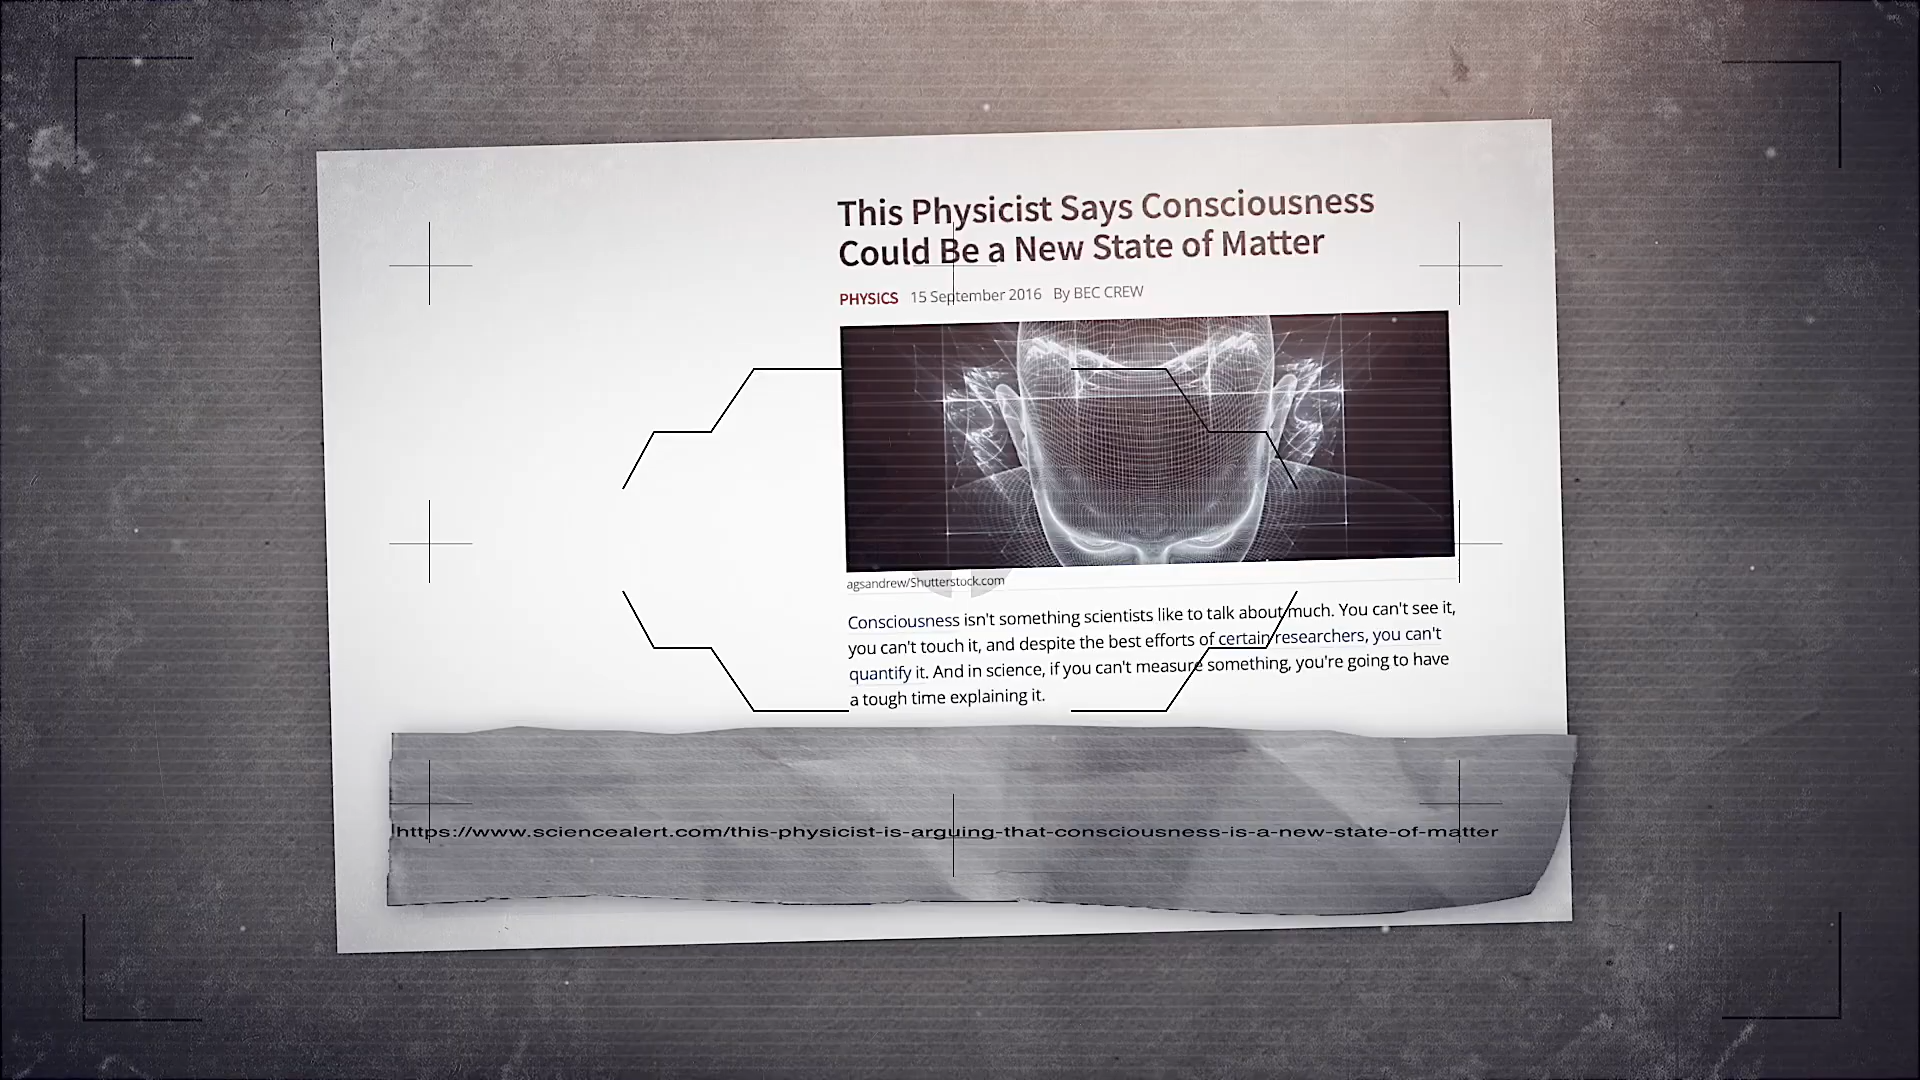 This Physicist Says Consciousness
Could Be a New State of Matter
PHYSICS 15 September 2016 By BEC CREW
agsandrew/Shutterstock.com
Consciousness isn't something scientists like to talk about much. You can't see it,
you can't touch it, and despite the best efforts of certain researchers, you can't
quantify it. And in science, if you can't measure something, you're going to have
a tough time explaining it.
https://www.sciencealert.com/this-physicist-is-arguing-that-consciousness-is-a-new-state-of-matter